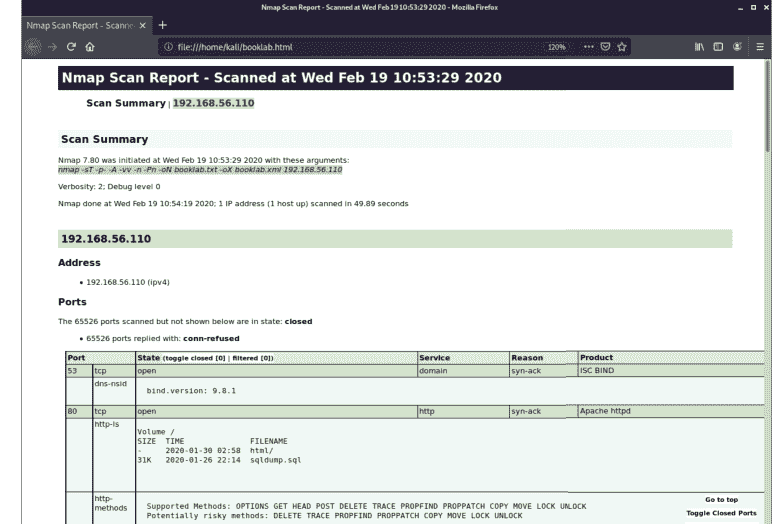 Nmap Scan Report - Scanned at Wed Feb 19 10:53:29 2020 - Mozilla Firefox
Nmap Scan Report - Scanne
file:///home/kali/booklab.html
120%
Nmap Scan Report - Scanned at Wed Feb 19 10:53:29 2020
Scan Summary | 192.168.56.110
Scan Summary
Nmap 7.80 was initiated at Wed Feb 19 10:53:29 2020 with these arguments:
nmap -sT -p- -A -vv -n -Pn -oN booklab.txt -oX booklab.xml 192.168.56.110
Verbosity: 2; Debug level 0
Nmap done at Wed Feb 19 10:54:19 2020; 1 IP address (1 host up) scanned in 49.89 seconds
192.168.56.110
Address
192.168.56.110 (ipv4)
Ports
The 65526 ports scanned but not shown below are in state: closed
65526 ports replied with: conn-refused
Port State (toggle closed [0] | filtered [0]) Service Reason Product
53 tcp open domain syn-ack ISC BIND
dns-nsid
bind.version: 9.8.1
80 tcp open http syn-ack Apache httpd
http-ls
Volume /
SIZE TIME FILENAME
- 2020-01-30 02:58 html/
31K 2020-01-26 22:14 sqldump.sql
http-methods
Supported Methods: OPTIONS GET HEAD POST DELETE TRACE PROPFIND PROPPATCH COPY MOVE LOCK UNLOCK
Potentially risky methods: DELETE TRACE PROPFIND PROPPATCH COPY MOVE LOCK UNLOCK
Go to top
Toggle Closed Ports